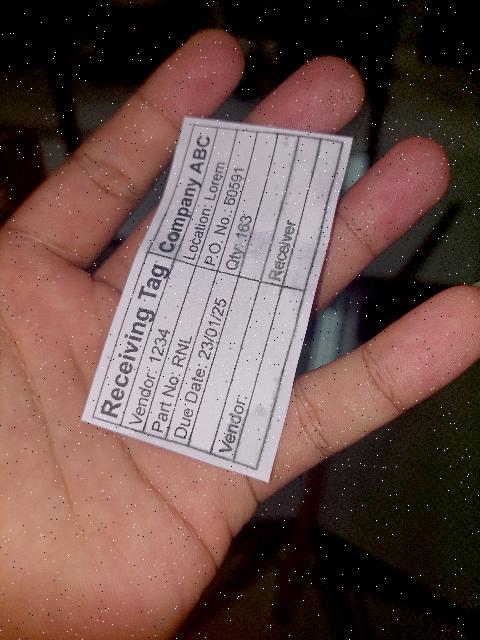 Receiving Tag Company ABC
Vendor: 1234 Location: Lorem
Part No: RNL P.O. No.: 60591
Due Date: 23/01/25 Qty: 163
Vendor: Receiver